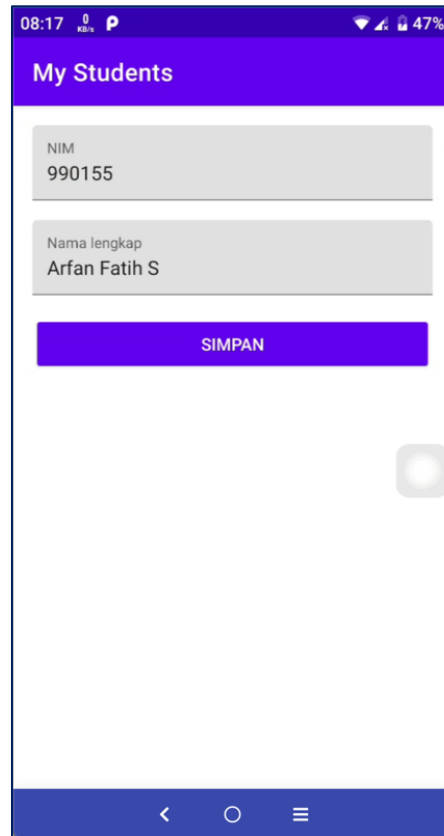 08:17 0 KB/s 47%
My Students
NIM
990155
Nama lengkap
Arfan Fatih S
SIMPAN